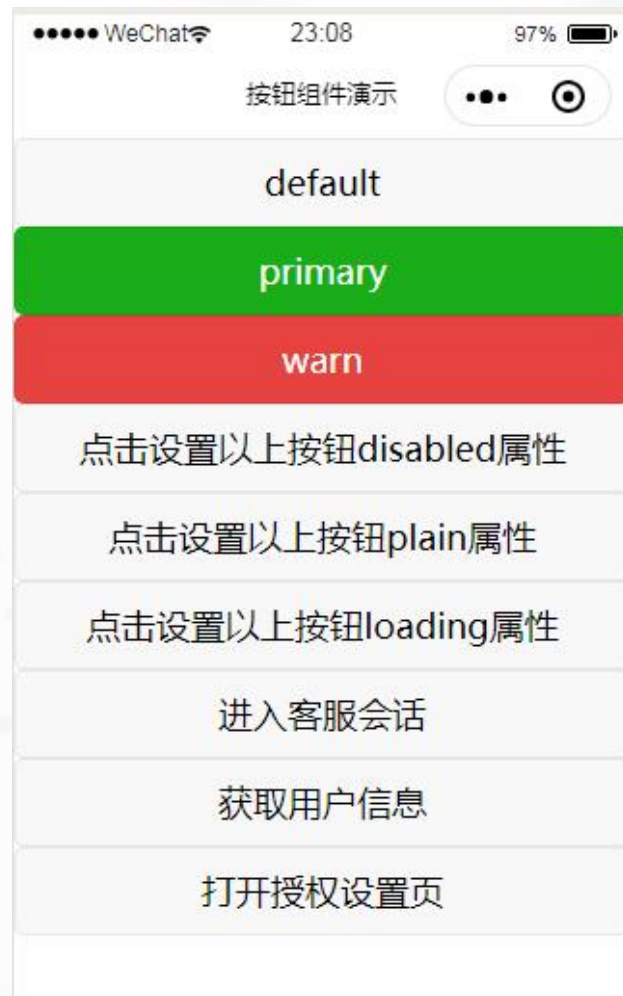 WeChat 23:08 97%
按钮组件演示
default
primary
warn
点击设置以上按钮disabled属性
点击设置以上按钮plain属性
点击设置以上按钮loading属性
进入客服会话
获取用户信息
打开授权设置页